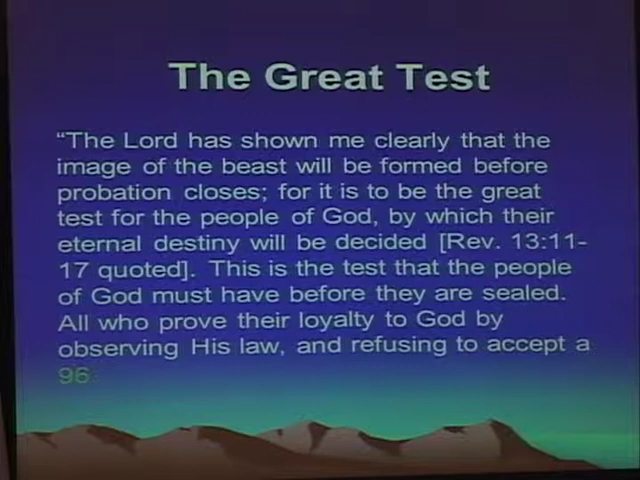 The Great Test
“The Lord has shown me clearly that the
image of the beast will be formed before
probation closes; for it is to be the great
test for the people of God, by which their
eternal destiny will be decided [Rev. 13:11-
17 quoted]. This is the test that the people
of God must have before they are sealed.
All who prove their loyalty to God by
observing His law, and refusing to accept a
96